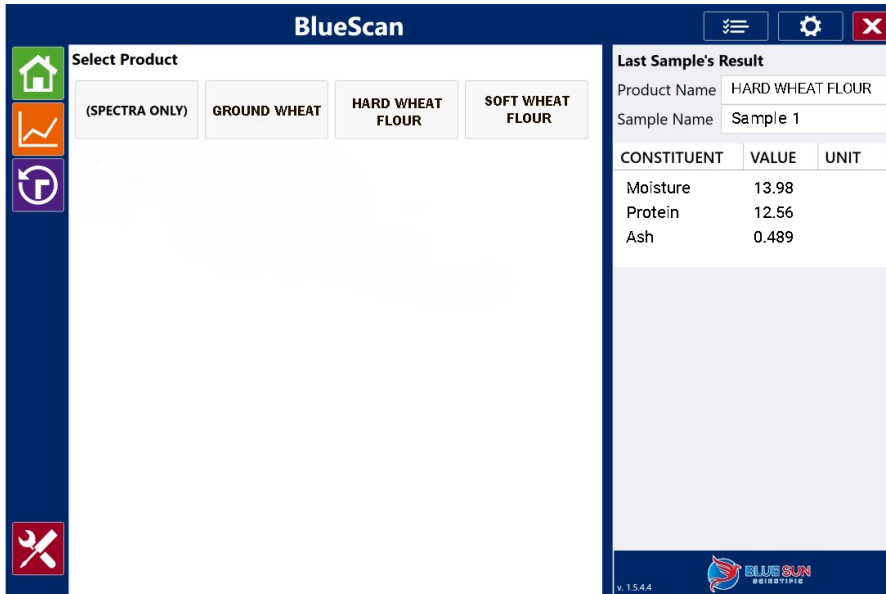 BlueScan
Select Product
(SPECTRA ONLY)
GROUND WHEAT
HARD WHEAT
FLOUR
SOFT WHEAT
FLOUR
Last Sample's Result
Product Name HARD WHEAT FLOUR
Sample Name Sample 1
CONSTITUENT VALUE UNIT
Moisture 13.98
Protein 12.56
Ash 0.489
v. 1.5.4.4
BLUE SUN
SCIENTIFIC